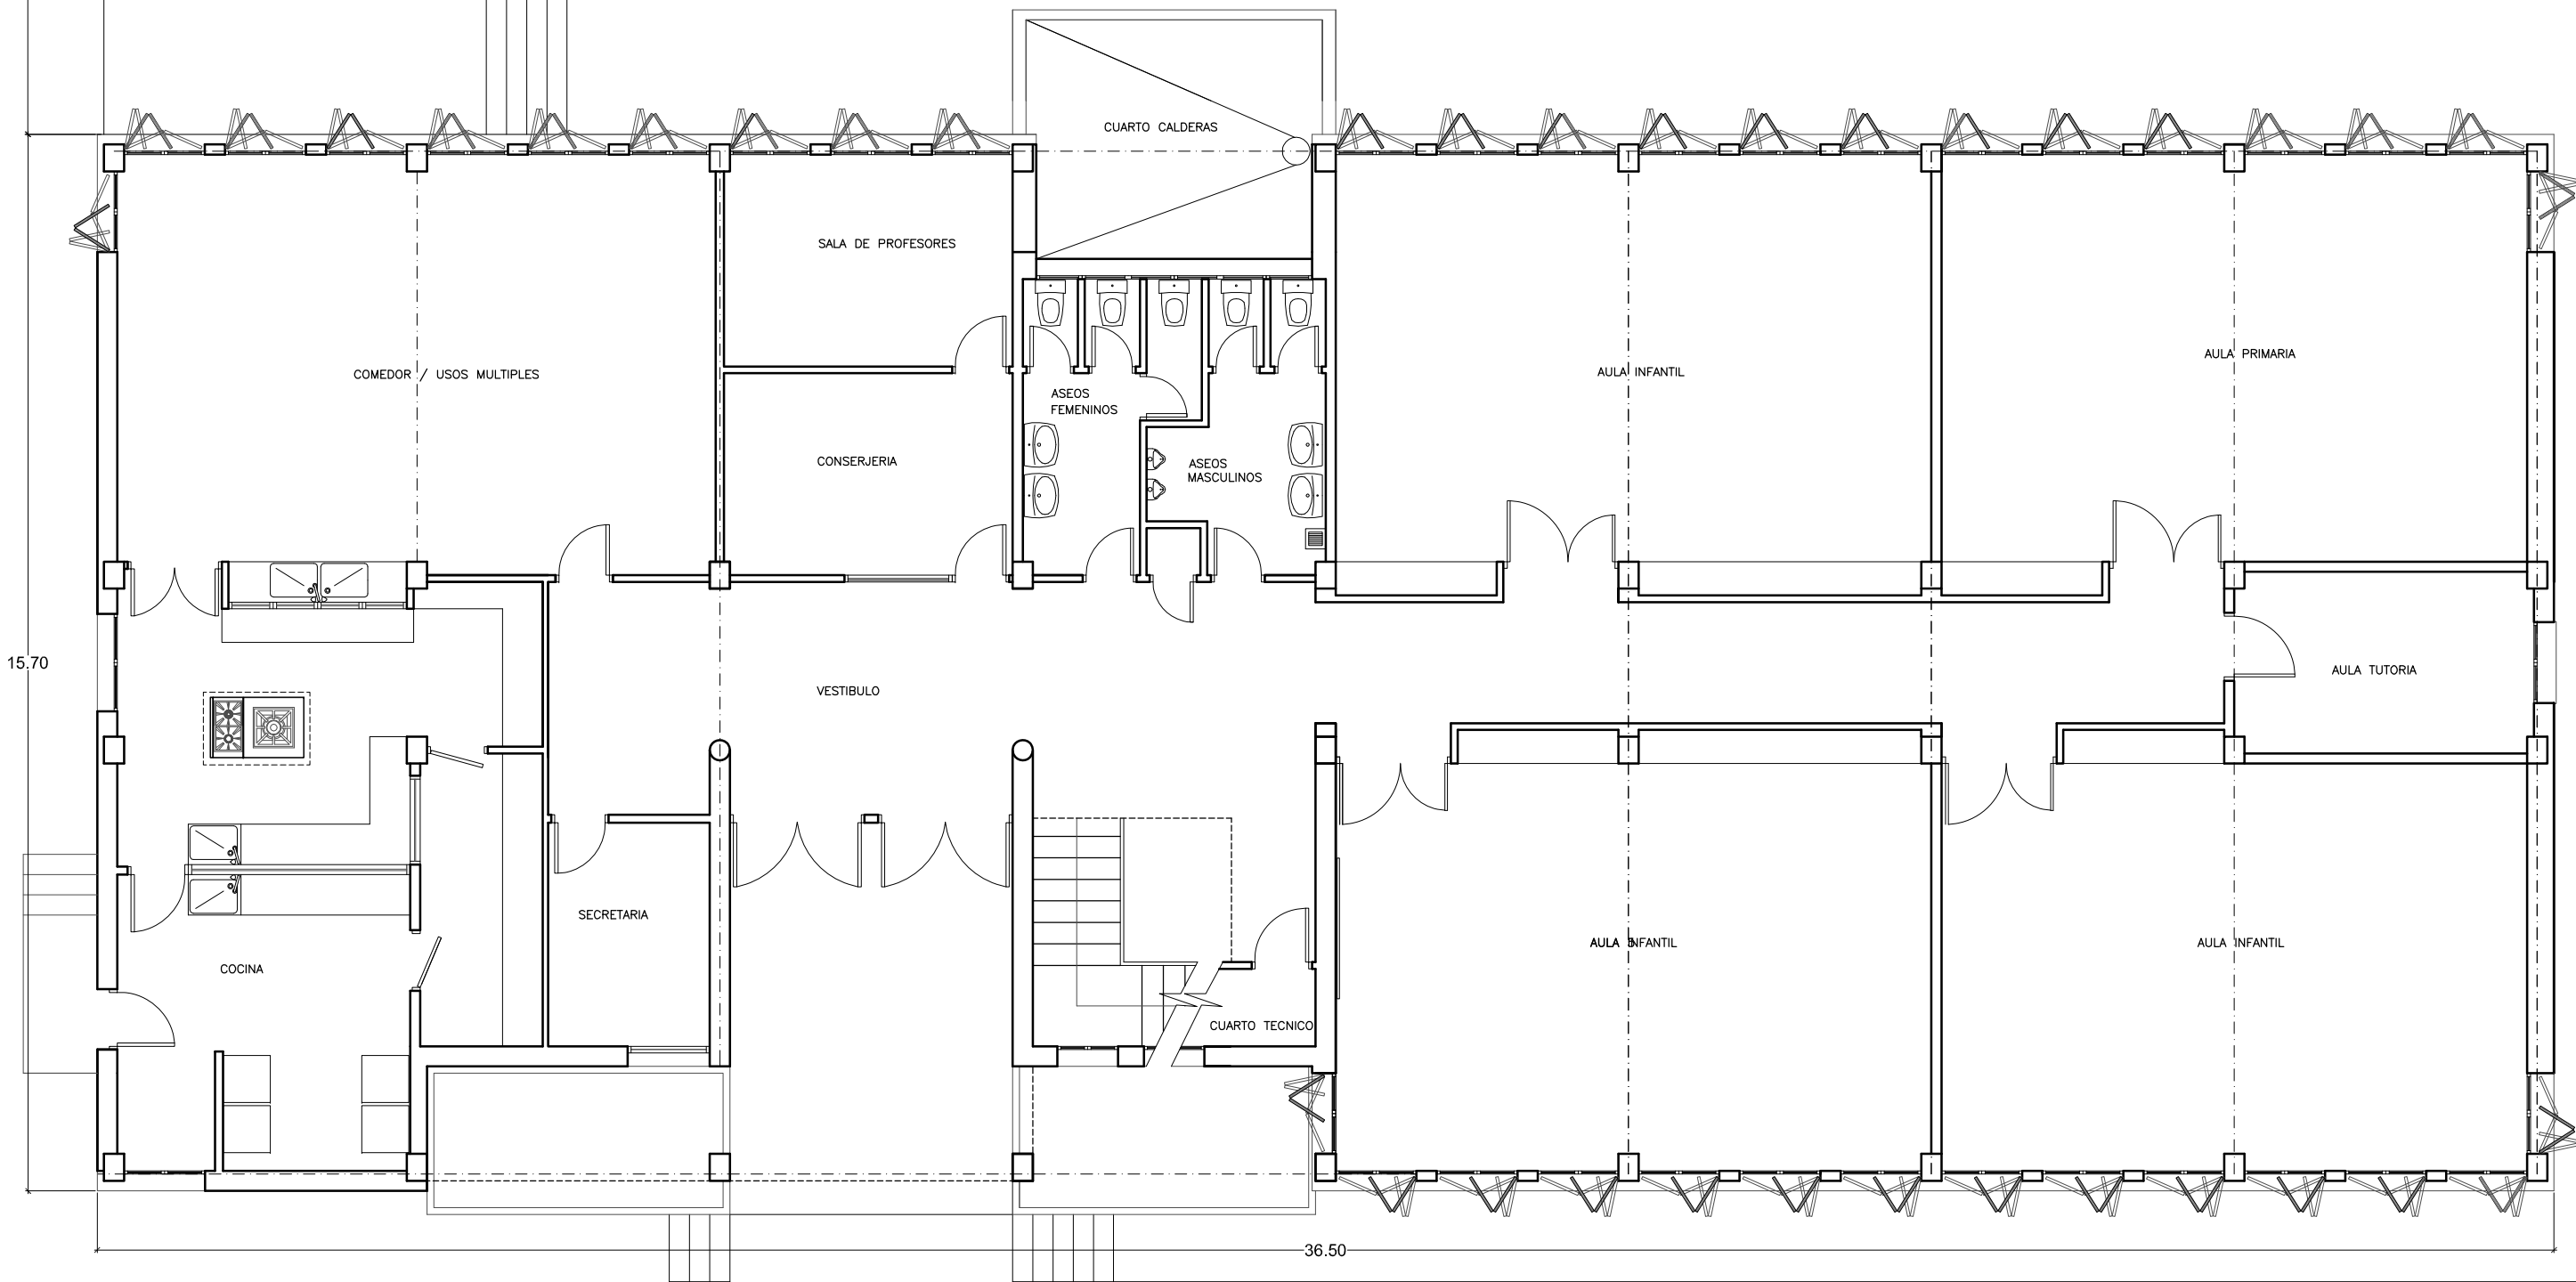 CUARTO CALDERAS
SALA DE PROFESORES
COMEDOR / USOS MULTIPLES
AULA INFANTIL
AULA PRIMARIA
ASEOS
FEMENINOS
CONSERJERIA
ASEOS
MASCULINOS
15.70
VESTIBULO
AULA TUTORIA
SECRETARIA
COCINA
AULA INFANTIL
AULA INFANTIL
CUARTO TECNICO
36.50